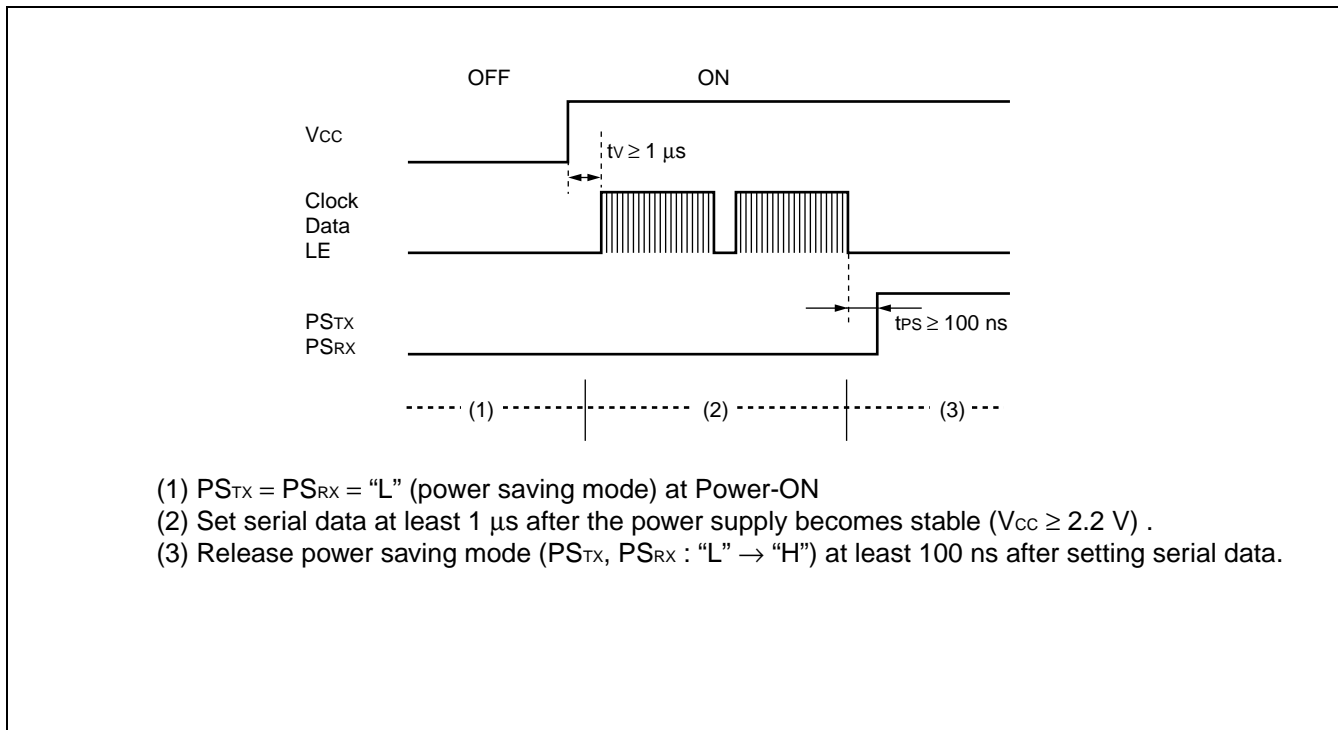 OFF ON
Vcc
tv ≥ 1 μs
Clock
Data
LE
PSTX
tPS ≥ 100 ns
PSRX
(1) (2) (3)
(1) PSTX = PSRX = “L” (power saving mode) at Power-ON
(2) Set serial data at least 1 μs after the power supply becomes stable (Vcc ≥ 2.2 V) .
(3) Release power saving mode (PSTX, PSRX : “L” → “H”) at least 100 ns after setting serial data.